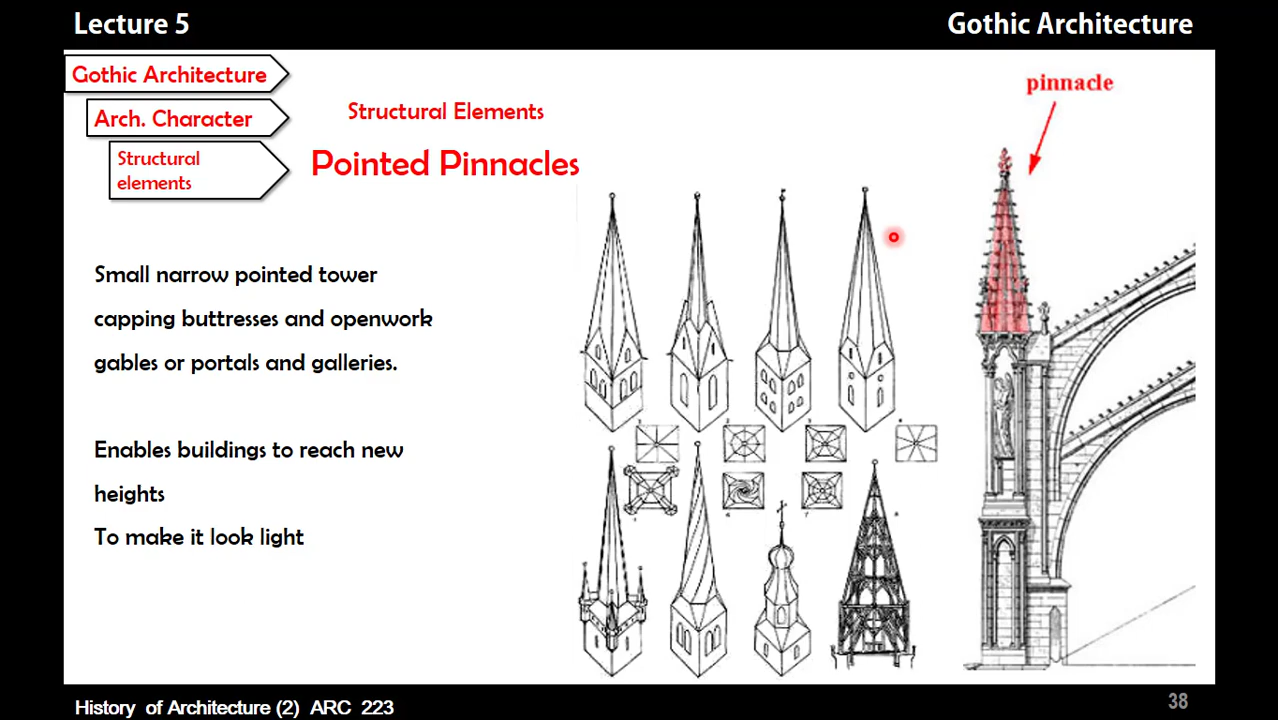 Lecture 5
Gothic Architecture
Gothic Architecture
Arch. Character
Structural
elements
Structural Elements
Pointed Pinnacles
pinnacle
Small narrow pointed tower
capping buttresses and openwork
gables or portals and galleries.
Enables buildings to reach new
heights
To make it look light
History of Architecture (2) ARC 223
38